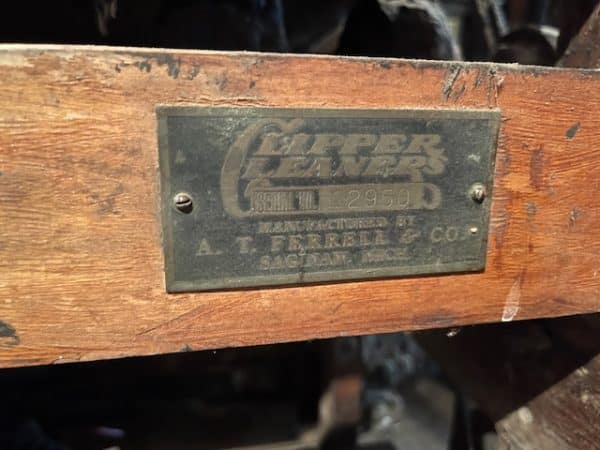 CLIPPER
CLEANERS
SERIAL NO. 2950
MANUFACTURED BY
A. T. FERRELL & CO.
SAGINAW, MICH.